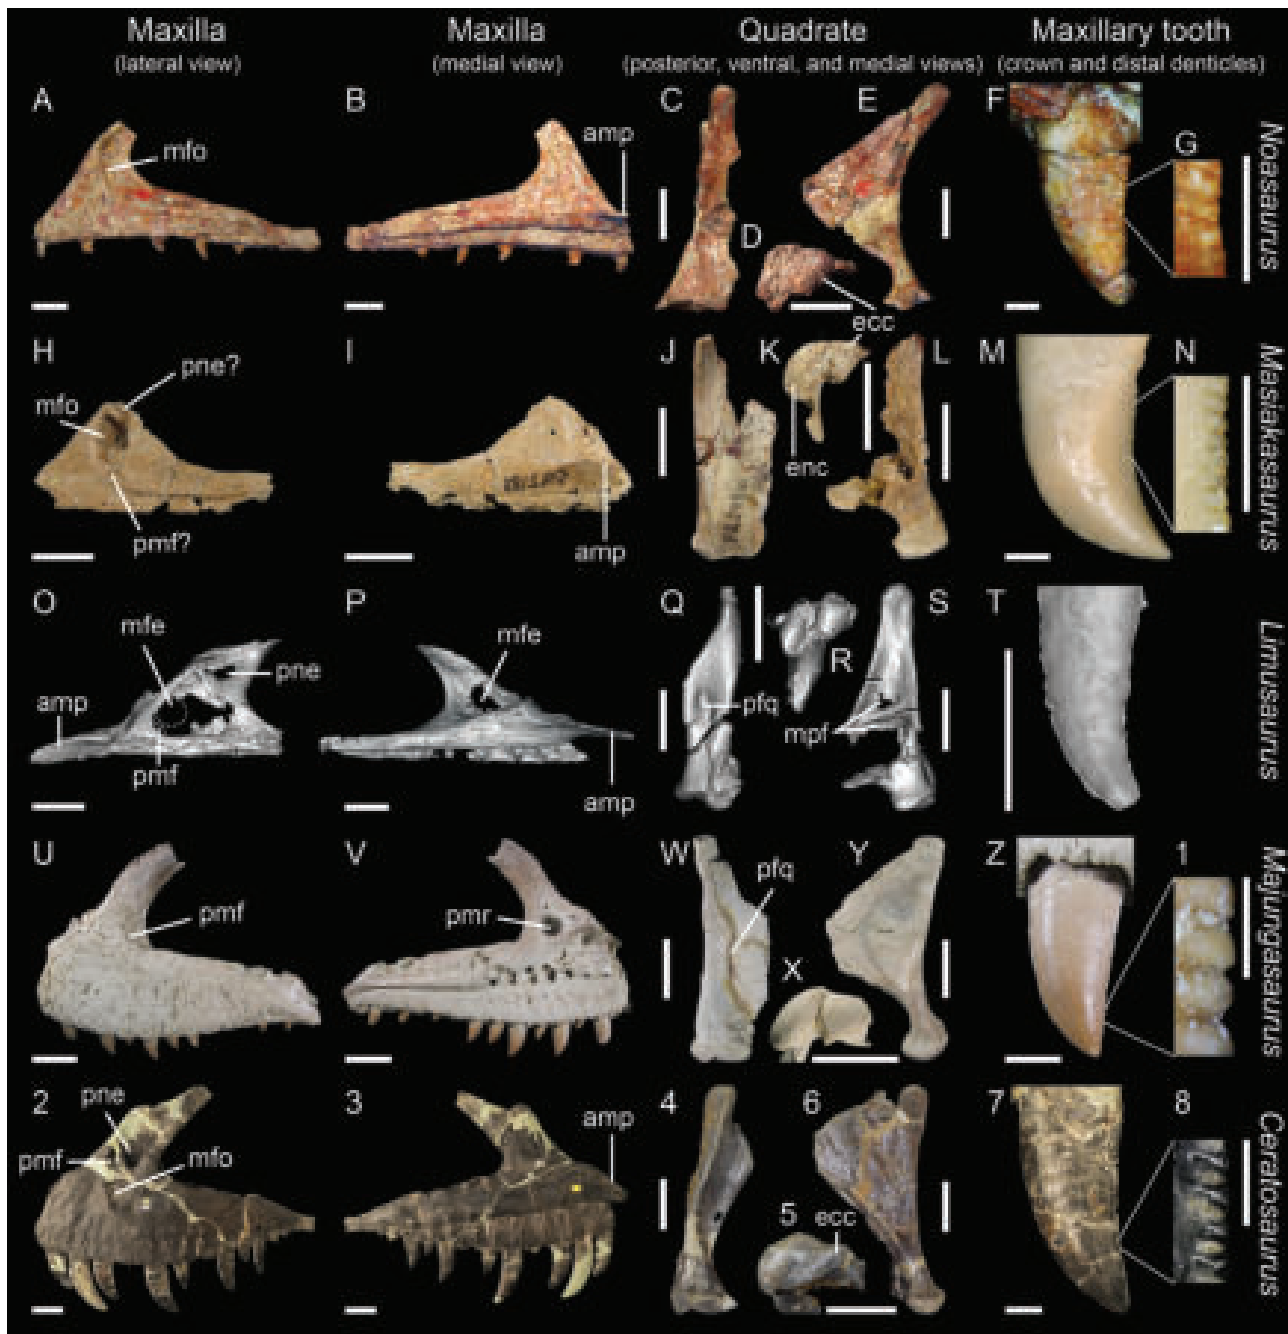 Maxilla
(lateral view)
Maxilla
(medial view)
Quadrate
(posterior, ventral, and medial views)
Maxillary tooth
(crown and distal denticles)
A
B
C
E
F
amp
mfo
G
D
Noasaurus
ecc
H
I
J
K
L
M
N
pne?
mfo
enc
pmf?
amp
Masiakasaurus
O
P
Q
S
T
mfe
mfe
pne
R
amp
pfq
mpf
pmf
amp
Limusaurus
U
V
W
Y
Z
1
pfq
pmf
pmr
X
Majungasaurus
2
3
4
6
7
8
pne
amp
pmf
mfo
5
ecc
Ceratosaurus